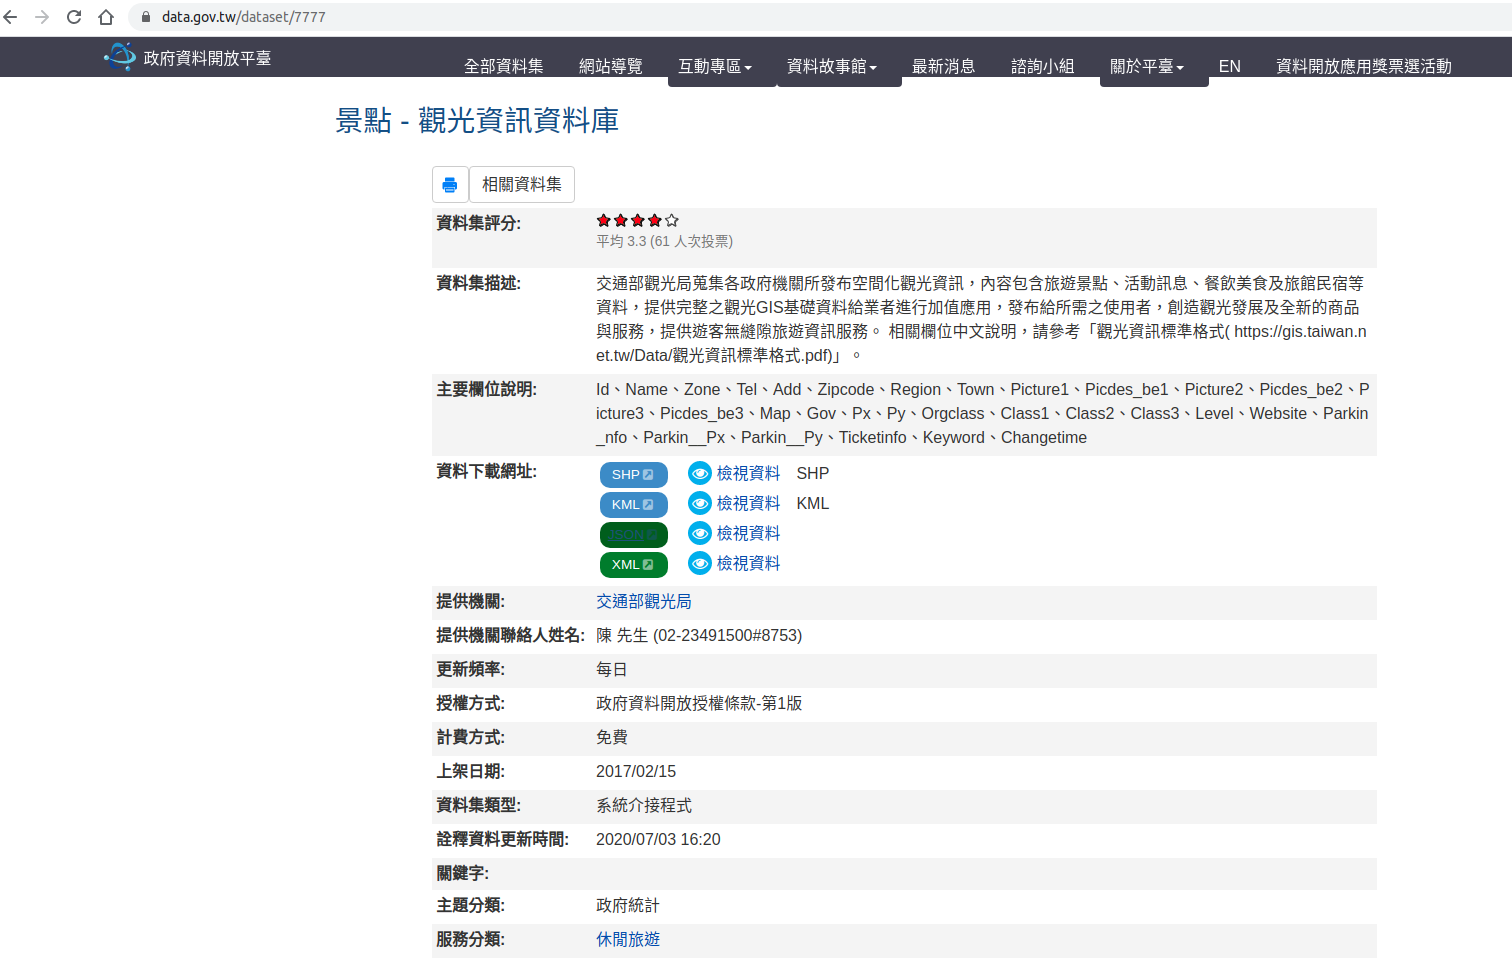 data.gov.tw/dataset/7777
政府資料開放平臺
全部資料集 網站導覽 互動專區 資料故事館 最新消息 諮詢小組 關於平臺 EN 資料開放應用獎票選活動
景點 - 觀光資訊資料庫
相關資料集
資料集評分:
平均 3.3 (61 人次投票)
資料集描述: 交通部觀光局蒐集各政府機關所發布空間化觀光資訊，內容包含旅遊景點、活動訊息、餐飲美食及旅館民宿等
資料，提供完整之觀光GIS基礎資料給業者進行加值應用，發布給所需之使用者，創造觀光發展及全新的商品
與服務，提供遊客無縫隙旅遊資訊服務。 相關欄位中文說明，請參考「觀光資訊標準格式( https://gis.taiwan.n
et.tw/Data/觀光資訊標準格式.pdf)」。
主要欄位說明: Id、Name、Zone、Tel、Add、Zipcode、Region、Town、Picture1、Picdes_be1、Picture2、Picdes_be2、P
icture3、Picdes_be3、Map、Gov、Px、Py、Orgclass、Class1、Class2、Class3、Level、Website、Parkin
_nfo、Parkin__Px、Parkin__Py、Ticketinfo、Keyword、Changetime
資料下載網址: SHP 檢視資料 SHP
KML 檢視資料 KML
JSON 檢視資料
XML 檢視資料
提供機關: 交通部觀光局
提供機關聯絡人姓名: 陳 先生 (02-23491500#8753)
更新頻率: 每日
授權方式: 政府資料開放授權條款-第1版
計費方式: 免費
上架日期: 2017/02/15
資料集類型: 系統介接程式
詮釋資料更新時間: 2020/07/03 16:20
關鍵字:
主題分類: 政府統計
服務分類: 休閒旅遊